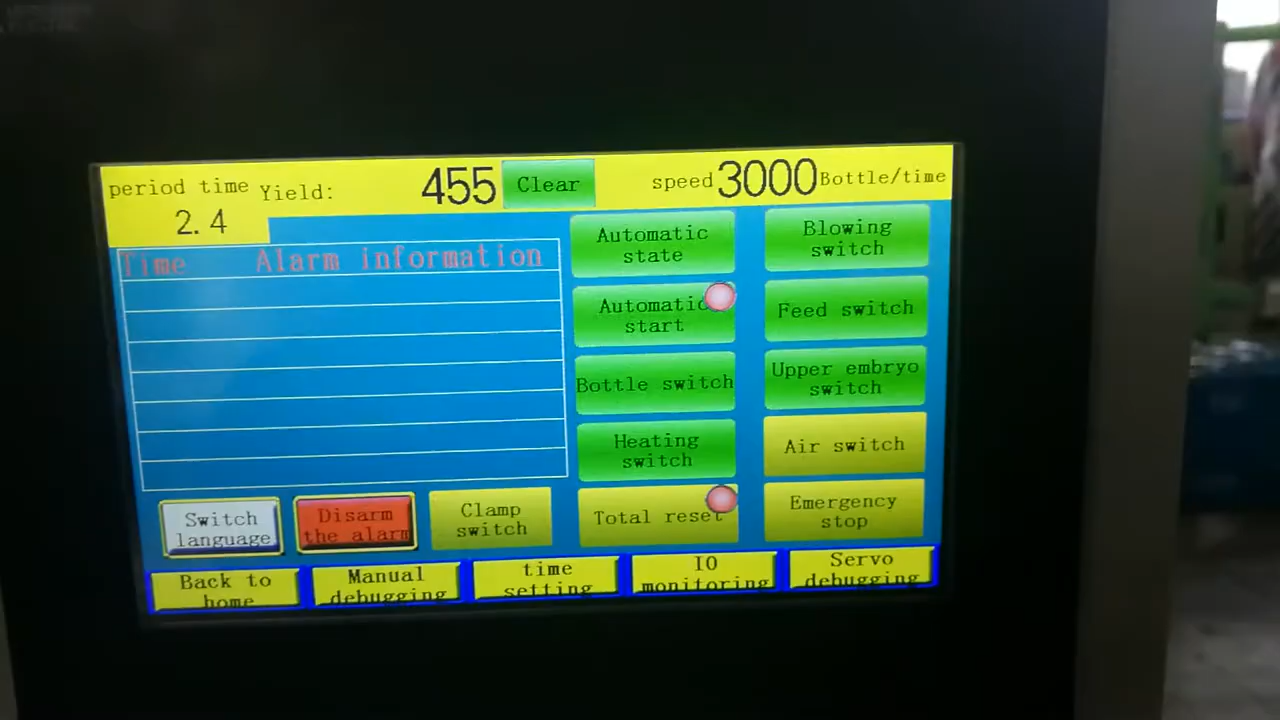 period time Yield: 455 Clear speed 3000 Bottle/time
2.4
Time Alarm information
Automatic
state
Blowing
switch
Automatic
start
Feed switch
Bottle switch
Upper embryo
switch
Heating
switch
Air switch
Switch
language
Disarm
the alarm
Clamp
switch
Total reset
Emergency
stop
Back to
home
Manual
debugging
time
setting
IO
monitoring
Servo
debugging